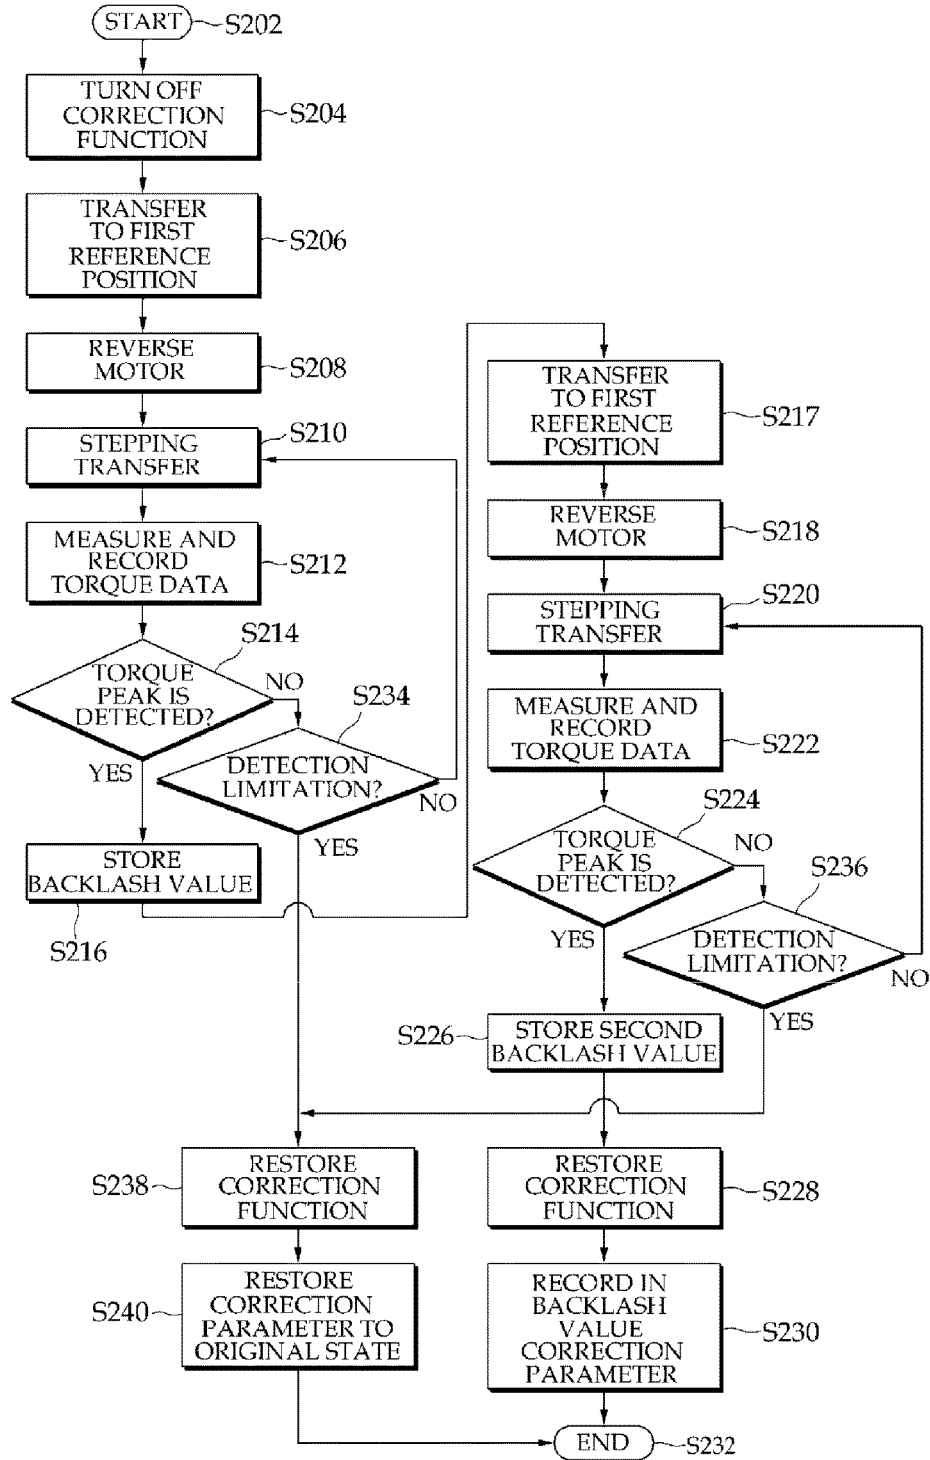 START
S202
TURN OFF
CORRECTION
FUNCTION
S204
TRANSFER
TO FIRST
REFERENCE
POSITION
S206
REVERSE
MOTOR
S208
STEPPING
TRANSFER
S210
MEASURE AND
RECORD
TORQUE DATA
S212
TORQUE
PEAK IS
DETECTED?
S214
NO
YES
DETECTION
LIMITATION?
S234
NO
YES
STORE
BACKLASH VALUE
S216
TRANSFER
TO FIRST
REFERENCE
POSITION
S217
REVERSE
MOTOR
S218
STEPPING
TRANSFER
S220
MEASURE AND
RECORD
TORQUE DATA
S222
TORQUE
PEAK IS
DETECTED?
S224
NO
YES
DETECTION
LIMITATION?
S236
NO
YES
STORE SECOND
BACKLASH VALUE
S226
RESTORE
CORRECTION
FUNCTION
S238
RESTORE
CORRECTION
FUNCTION
S228
RESTORE
CORRECTION
PARAMETER TO
ORIGINAL STATE
S240
RECORD IN
BACKLASH
VALUE
CORRECTION
PARAMETER
S230
END
S232